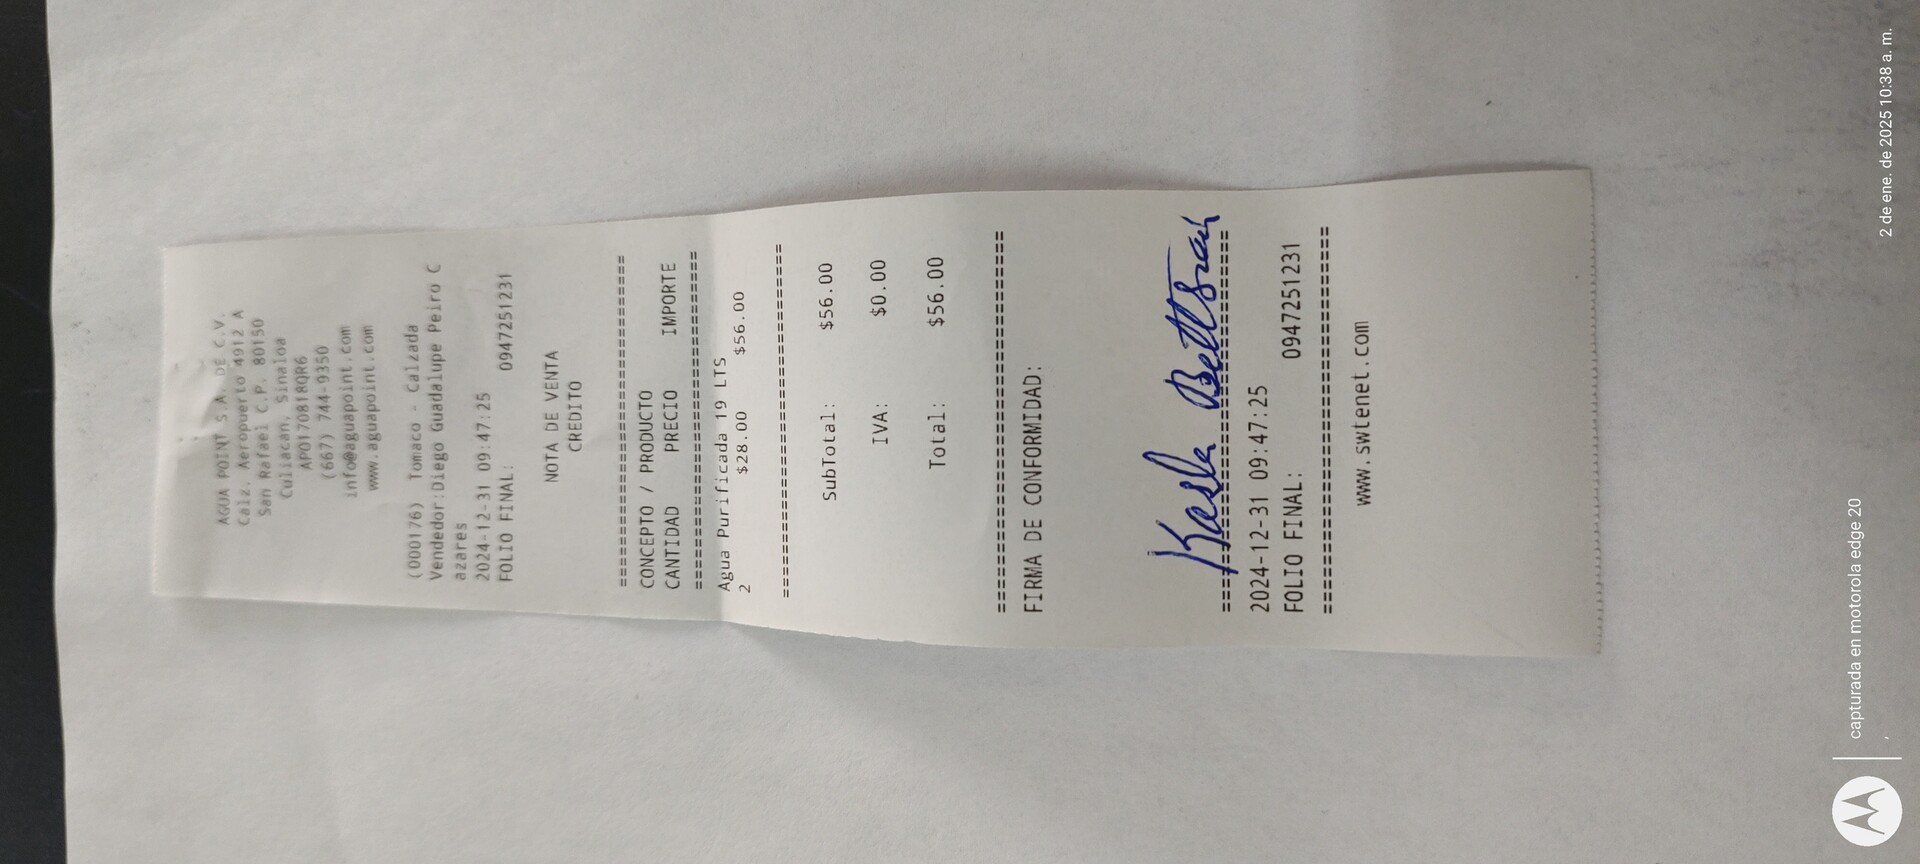 AGUA POINT S.A. DE C.V.
Calz. Aeropuerto 4912 A
San Rafael C.P. 80150
Culiacan, Sinaloa
APO170818QR6
(667) 744-9350
info@aguapoint.com
www.aguapoint.com
(000176) Tomaco - Calzada
Vendedor:Diego Guadalupe Peiro C
azares
2024-12-31 09:47:25
FOLIO FINAL: 0947251231
NOTA DE VENTA
CREDITO
================================
CONCEPTO / PRODUCTO
CANTIDAD PRECIO IMPORTE
================================
Agua Purificada 19 LTS
2 $28.00 $56.00
================================
SubTotal: $56.00
IVA: $0.00
Total: $56.00
================================
FIRMA DE CONFORMIDAD:
Karla Beltran
================================
2024-12-31 09:47:25
FOLIO FINAL: 0947251231
================================
www.swtenet.com
capturada en motorola edge 20
,
2 de ene. de 2025 10:38 a. m.